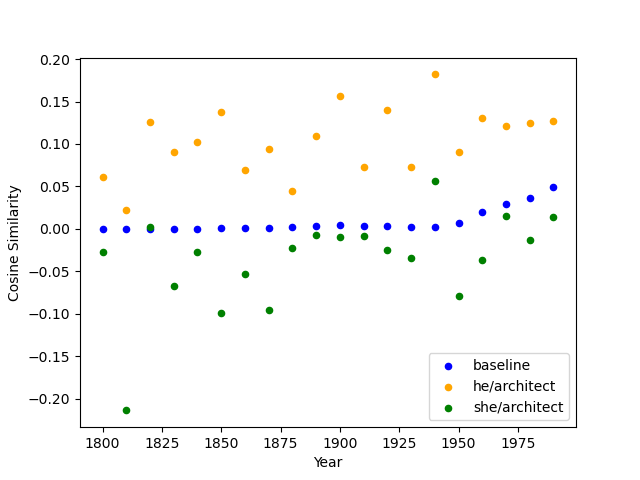 0.20
0.15
0.10
0.05
0.00
−0.05
−0.10
−0.15
−0.20
Cosine Similarity
baseline
he/architect
she/architect
1800 1825 1850 1875 1900 1925 1950 1975
Year